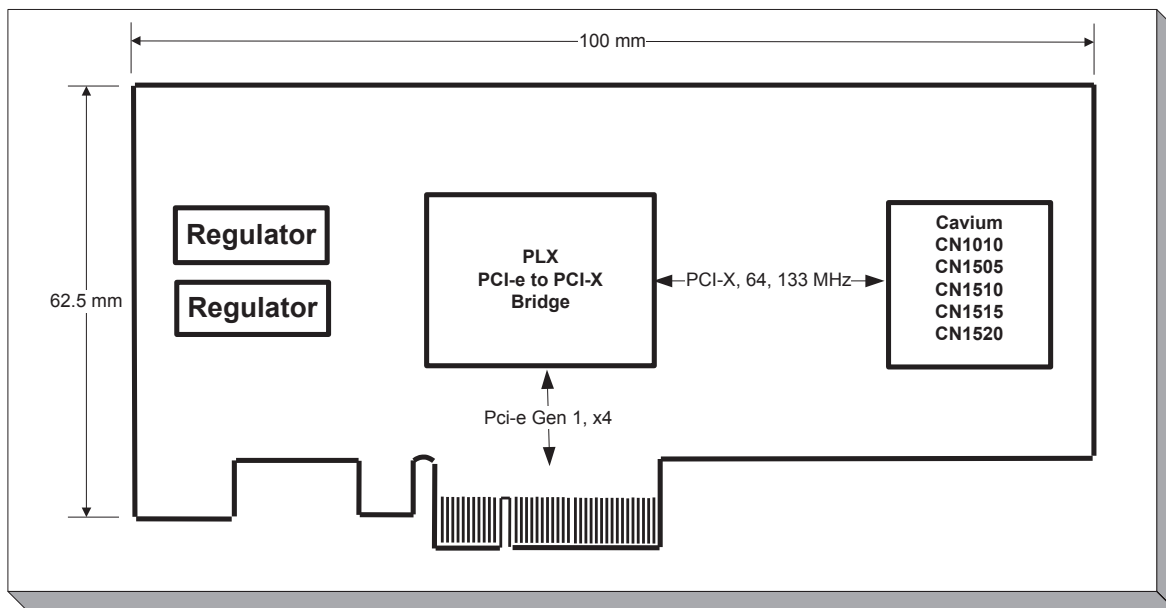 100 mm
62.5 mm
Regulator
Regulator
PLX
PCI-e to PCI-X
Bridge
PCI-X, 64, 133 MHz
Cavium
CN1010
CN1505
CN1510
CN1515
CN1520
Pci-e Gen 1, x4